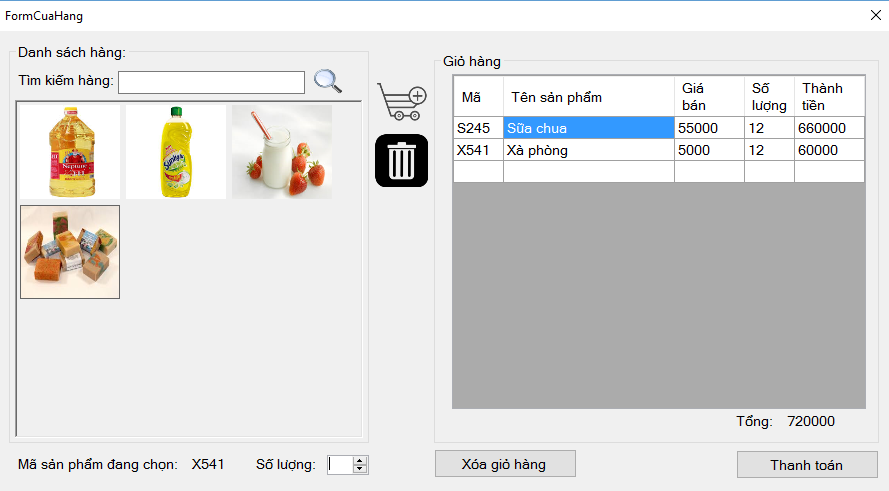 FormCuaHang
Danh sách hàng:
Tìm kiếm hàng:
Neptune
Sunlight
Mã sản phẩm đang chọn: X541 Số lượng:
Giỏ hàng
Mã Tên sản phẩm Giá bán Số lượng Thành tiền
S245 Sữa chua 55000 12 660000
X541 Xà phòng 5000 12 60000
Tổng: 720000
Xóa giỏ hàng
Thanh toán